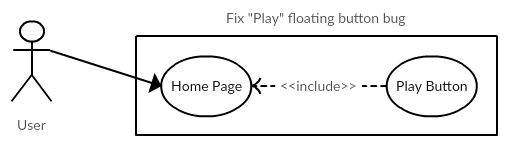 Fix "Play" floating button bug
Home Page
<<include>>
Play Button
User